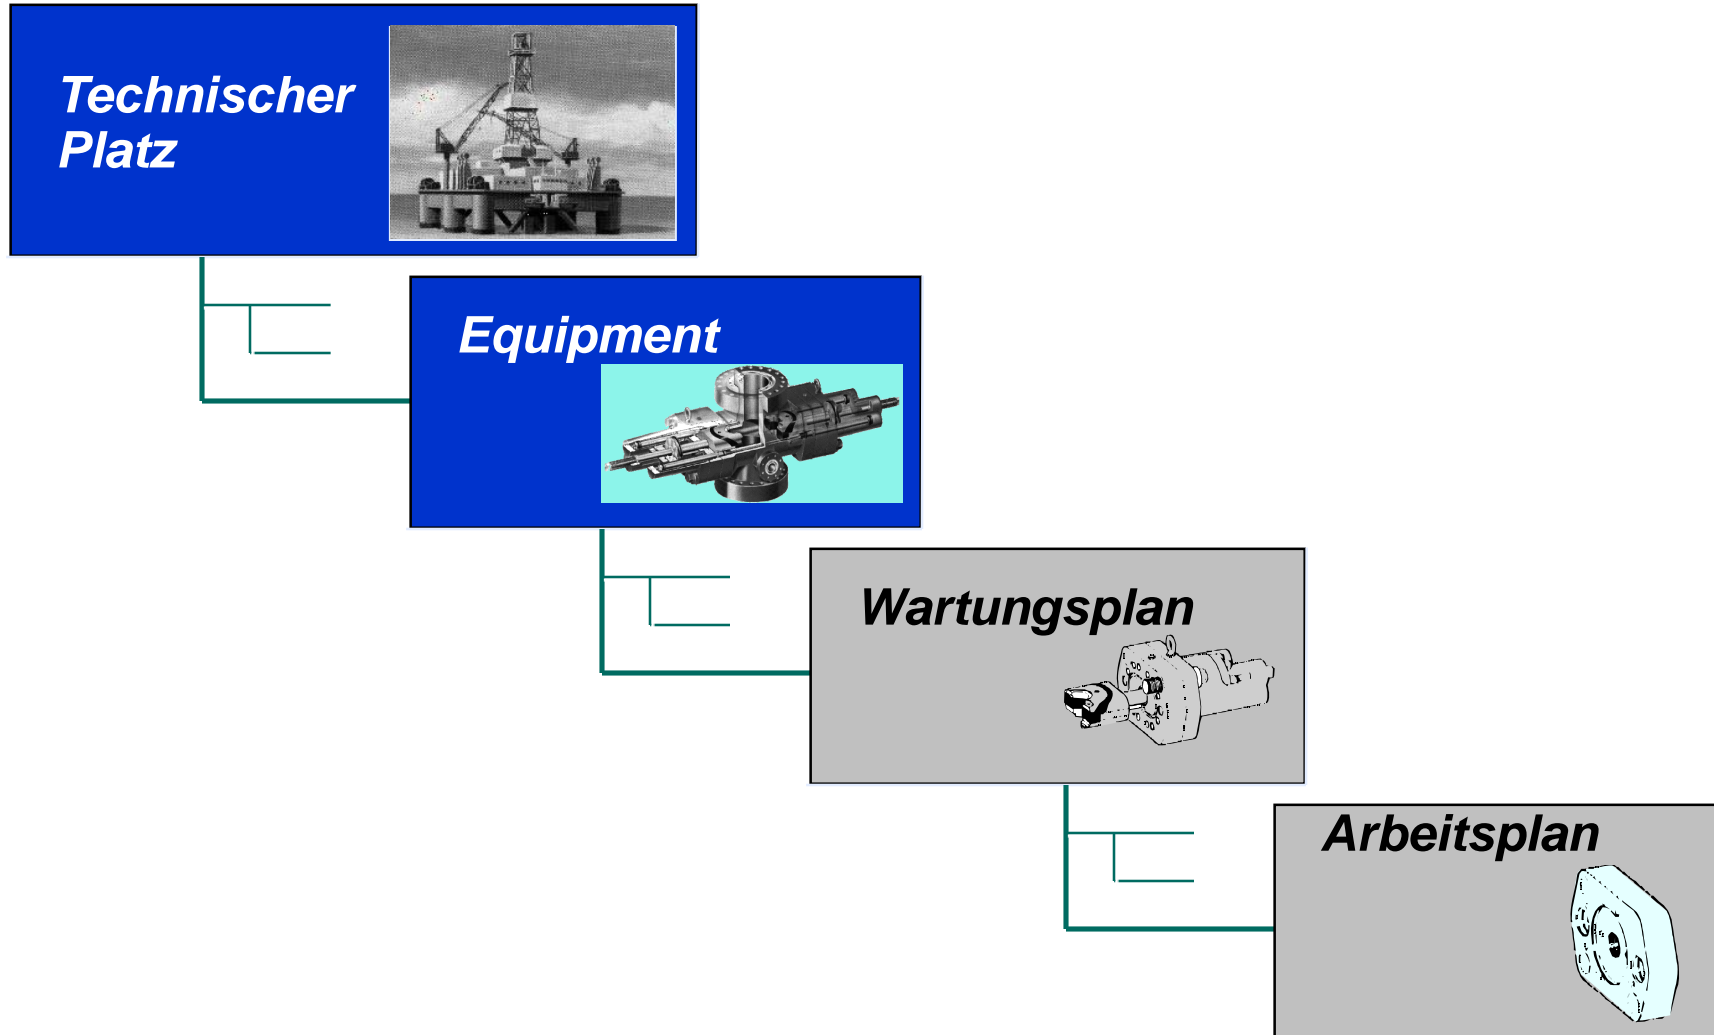 Technischer
Platz
Equipment
Wartungsplan
Arbeitsplan